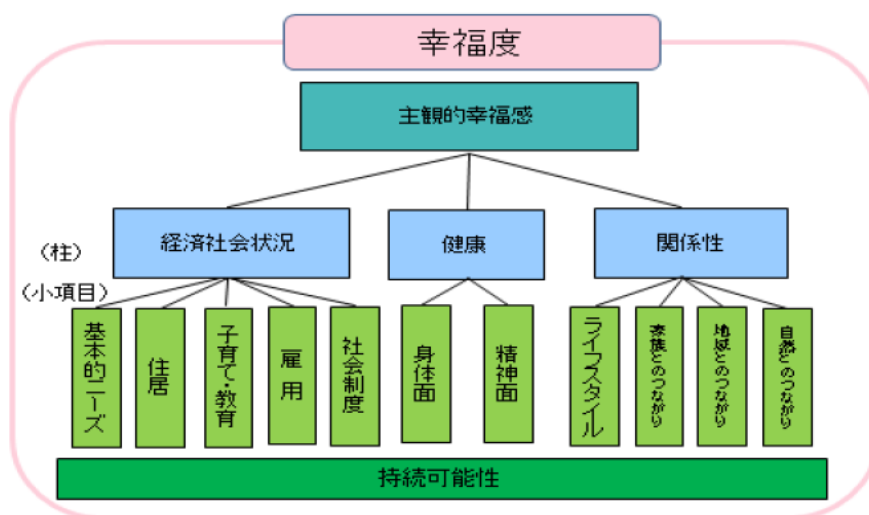 幸福度
主観的幸福感
経済社会状況
健康
関係性
(柱)
(小項目)
基本的ニーズ
住居
子育て・教育
雇用
社会制度
身体面
精神面
ライフスタイル
家族とのつながり
地域とのつながり
自然とのつながり
持続可能性